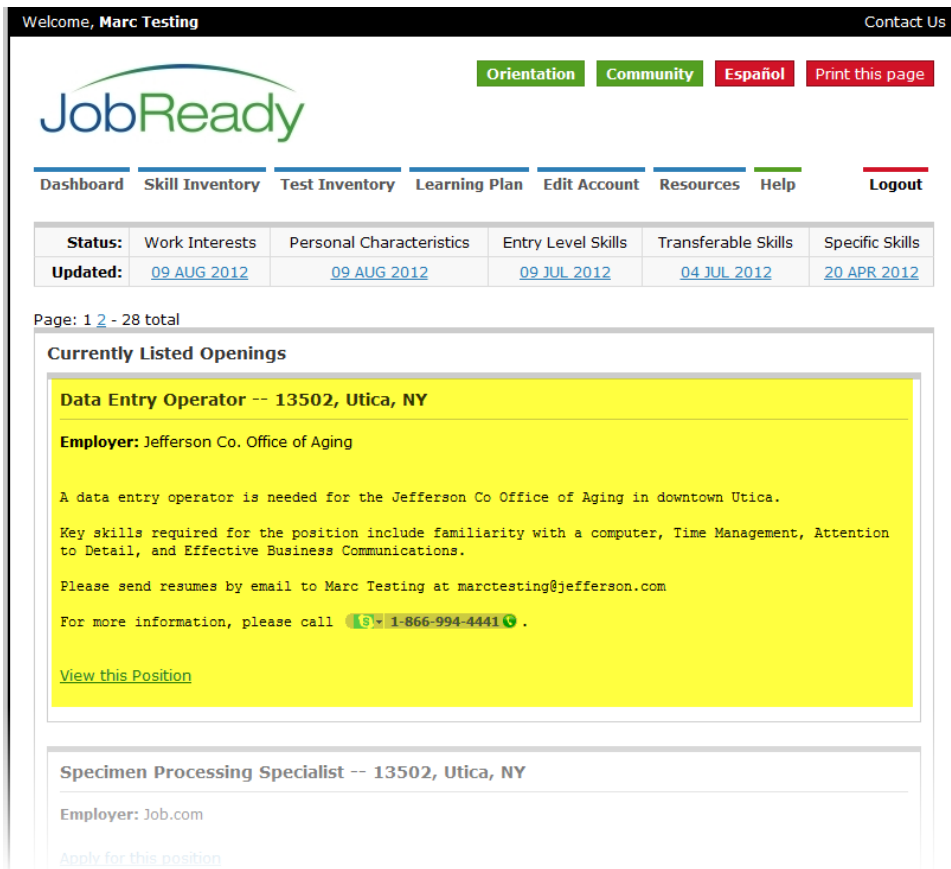 Welcome, Marc Testing Contact Us
Orientation Community Español Print this page
JobReady
Dashboard Skill Inventory Test Inventory Learning Plan Edit Account Resources Help Logout
Status: Work Interests Personal Characteristics Entry Level Skills Transferable Skills Specific Skills
Updated: 09 AUG 2012 09 AUG 2012 09 JUL 2012 04 JUL 2012 20 APR 2012
Page: 1 2 - 28 total
Currently Listed Openings
Data Entry Operator -- 13502, Utica, NY
Employer: Jefferson Co. Office of Aging
A data entry operator is needed for the Jefferson Co Office of Aging in downtown Utica.
Key skills required for the position include familiarity with a computer, Time Management, Attention
to Detail, and Effective Business Communications.
Please send resumes by email to Marc Testing at marctesting@jefferson.com
For more information, please call S 1-866-994-4441 .
View this Position
Specimen Processing Specialist -- 13502, Utica, NY
Employer: Job.com
Apply for this position